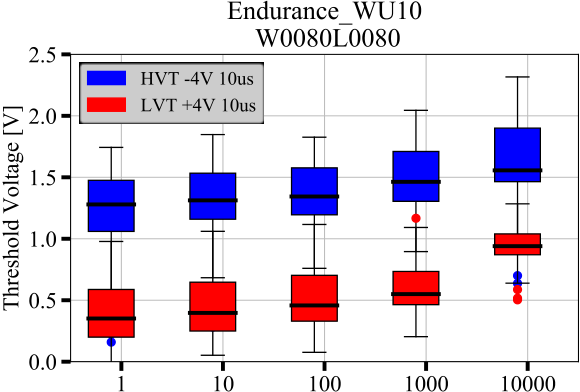 Endurance_WU10
W0080L0080
Threshold Voltage [V]
2.5
2.0
1.5
1.0
0.5
0.0
HVT -4V 10us
LVT +4V 10us
1 10 100 1000 10000